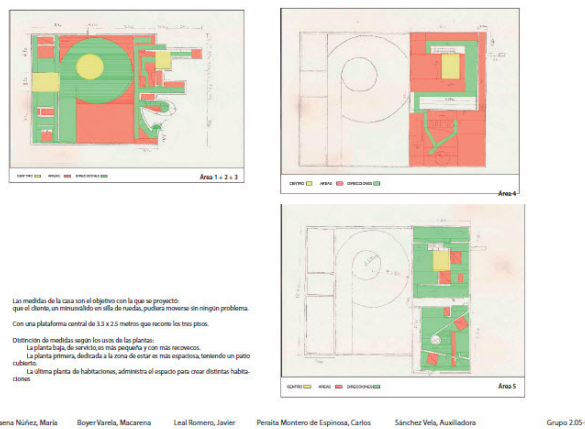 CENTRO AREAS DIRECCIONES
Área 1 + 2 + 3
CENTRO AREAS DIRECCIONES
Área 4
CENTRO AREAS DIRECCIONES
Área 5
Las medidas de la casa son el objetivo con la que se proyectó:
que el cliente, un minusválido en silla de ruedas, pudiera moverse sin ningún problema.
Con una plataforma central de 3.3 x 2.5 metros que recorre los tres pisos.
Distinción de medidas según los usos de las plantas:
La planta baja, de servicio, es más pequeña y con más recovecos.
La planta primera, dedicada a la zona de estar es más espaciosa, teniendo un patio
cubierto.
La última planta de habitaciones, administra el espacio para crear distintas habita-
ciones
aena Núñez, María Boyer Varela, Macarena Leal Romero, Javier Peralta Montero de Espinosa, Carlos Sánchez Vela, Auxiliadora Grupo 2.05